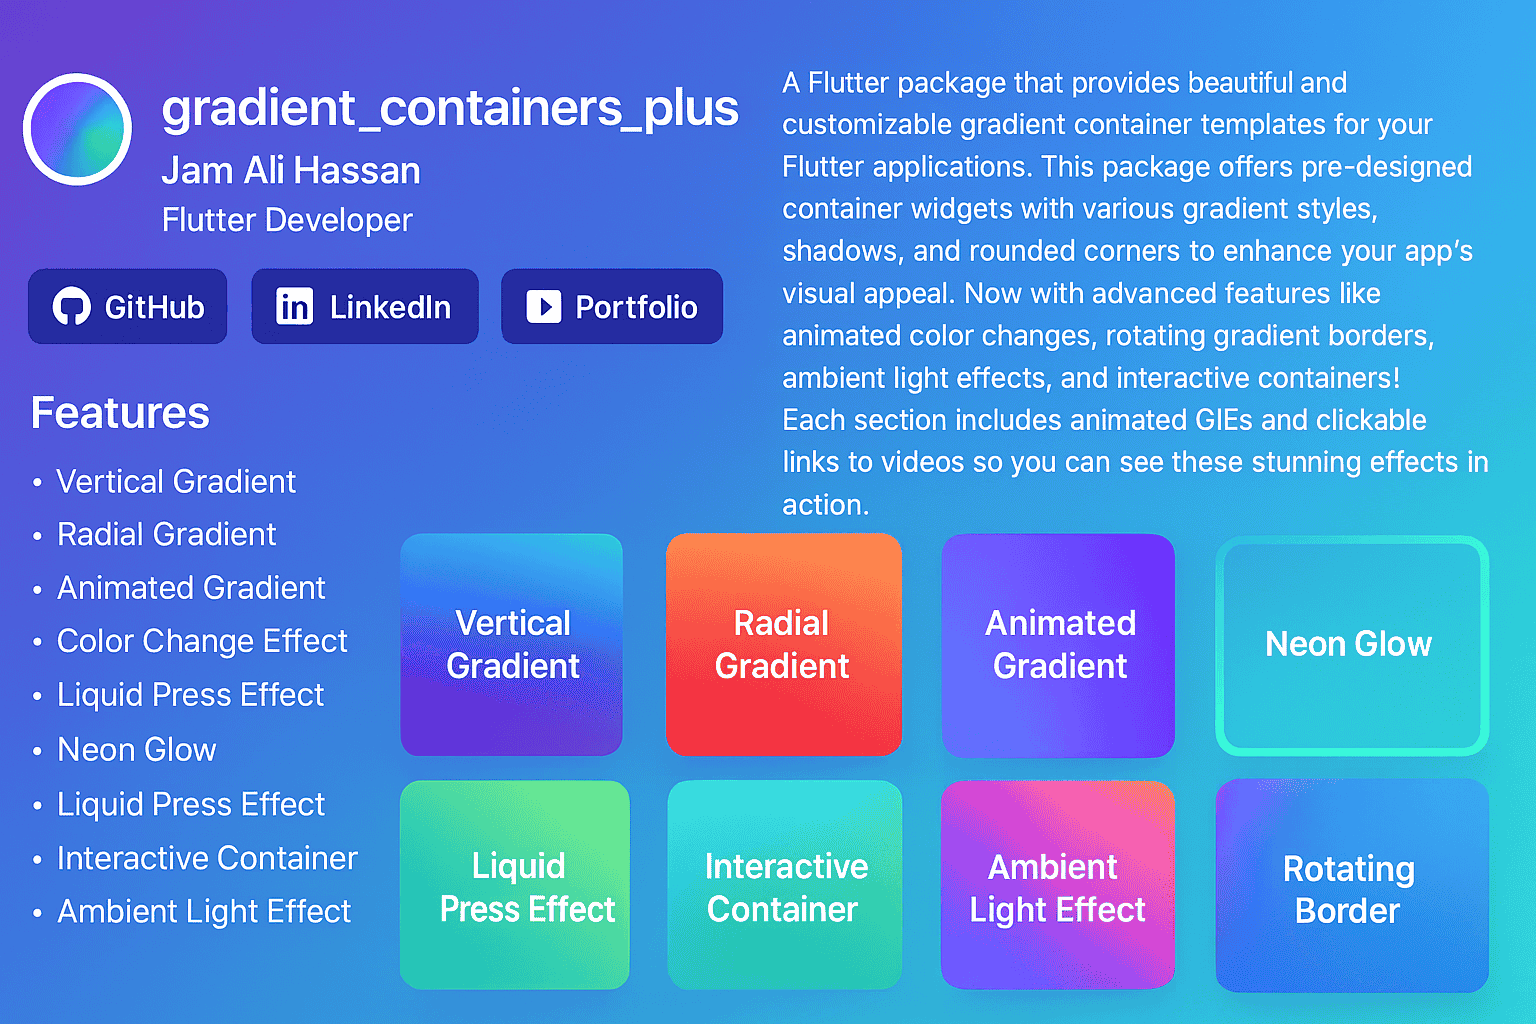 gradient_containers_plus
Jam Ali Hassan
Flutter Developer
GitHub
LinkedIn
Portfolio
A Flutter package that provides beautiful and
customizable gradient container templates for your
Flutter applications. This package offers pre-designed
container widgets with various gradient styles,
shadows, and rounded corners to enhance your app's
visual appeal. Now with advanced features like
animated color changes, rotating gradient borders,
ambient light effects, and interactive containers!
Each section includes animated GIEs and clickable
links to videos so you can see these stunning effects in
action.
Features
• Vertical Gradient
• Radial Gradient
• Animated Gradient
• Color Change Effect
• Liquid Press Effect
• Neon Glow
• Liquid Press Effect
• Interactive Container
• Ambient Light Effect
Vertical
Gradient
Radial
Gradient
Animated
Gradient
Neon Glow
Liquid
Press Effect
Interactive
Container
Ambient
Light Effect
Rotating
Border